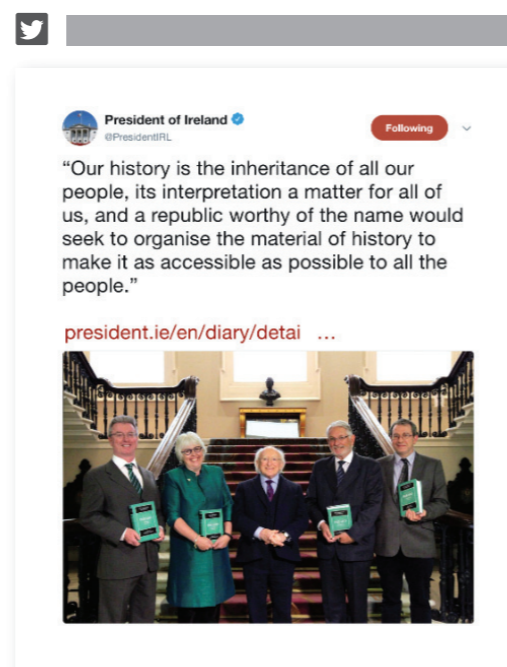 President of Ireland
@PresidentIRL
Following
“Our history is the inheritance of all our
people, its interpretation a matter for all of
us, and a republic worthy of the name would
seek to organise the material of history to
make it as accessible as possible to all the
people.”
president.ie/en/diary/detai ...